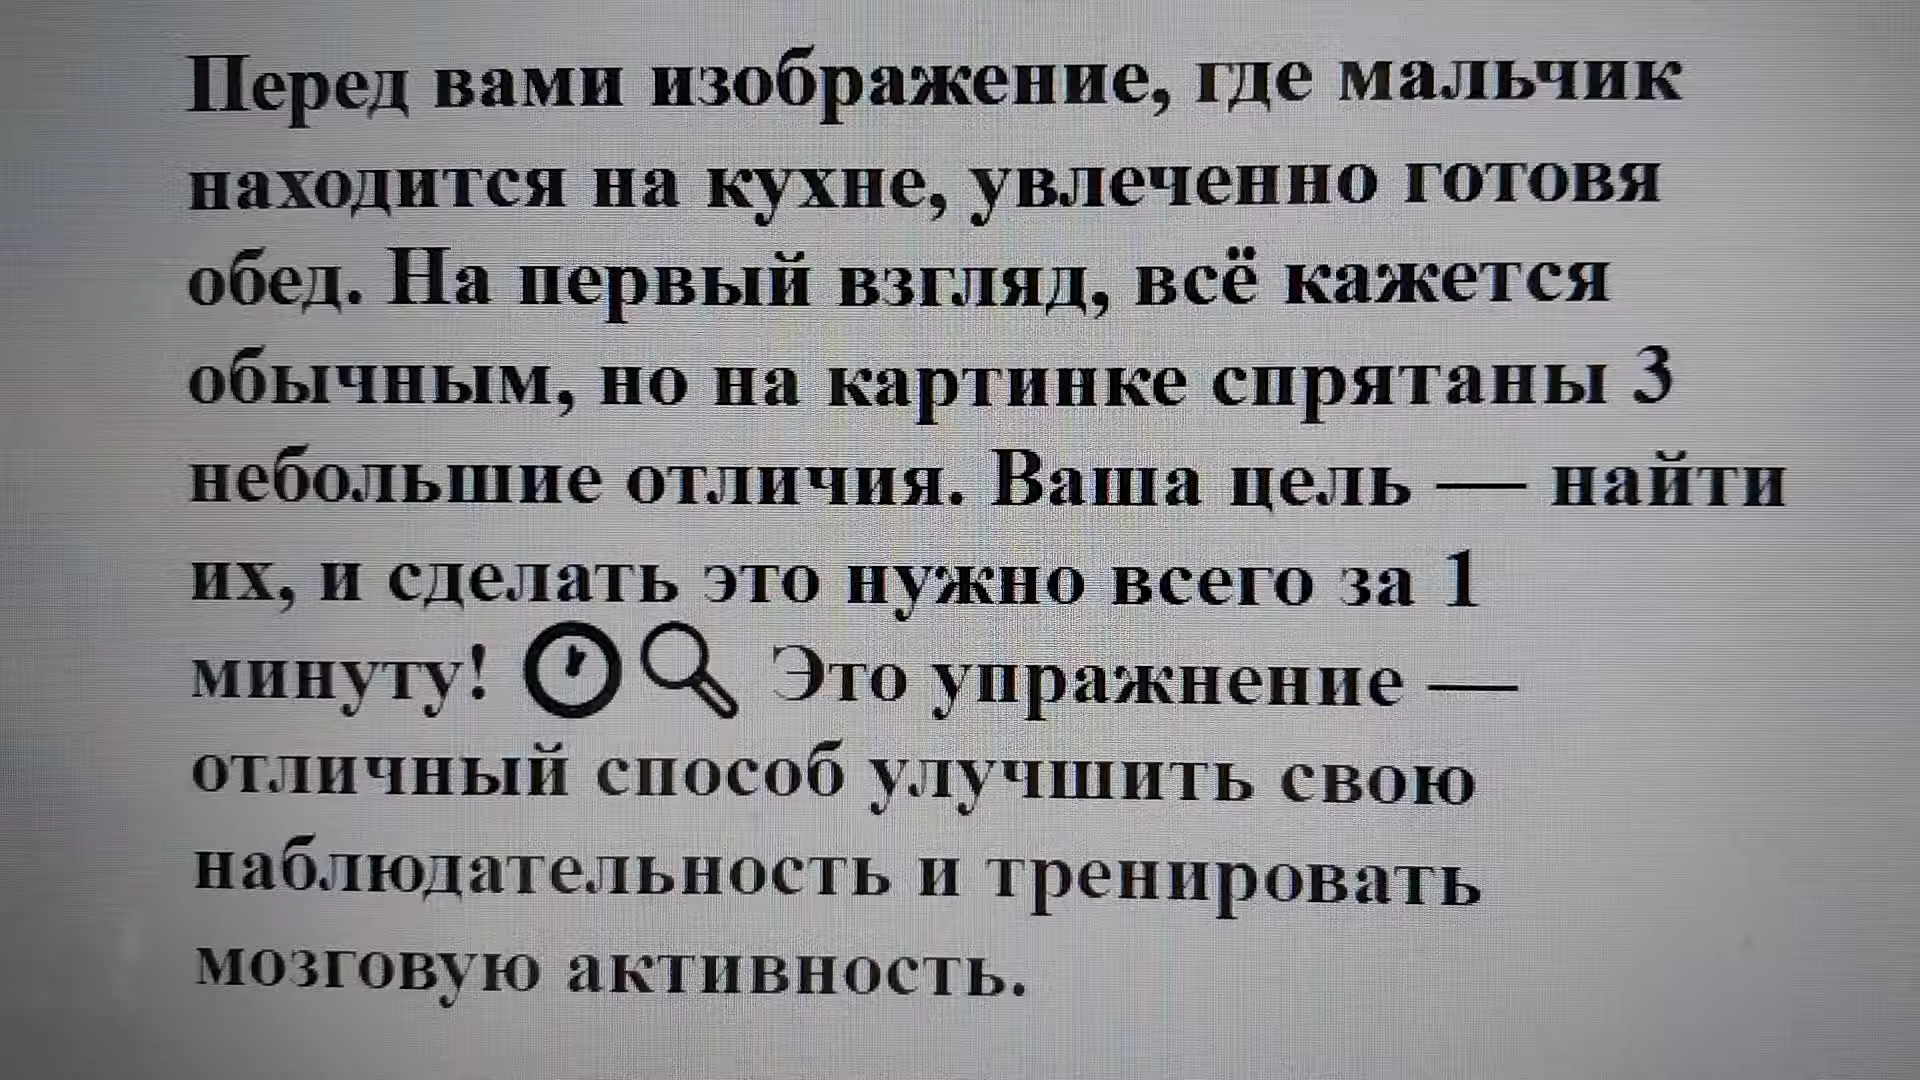 Перед вами изображение, где мальчик
находится на кухне, увлеченно готовя
обед. На первый взгляд, всё кажется
обычным, но на картинке спрятаны 3
небольшие отличия. Ваша цель — найти
их, и сделать это нужно всего за 1
минуту! 🕐🔍 Это упражнение —
отличный способ улучшить свою
наблюдательность и тренировать
мозговую активность.